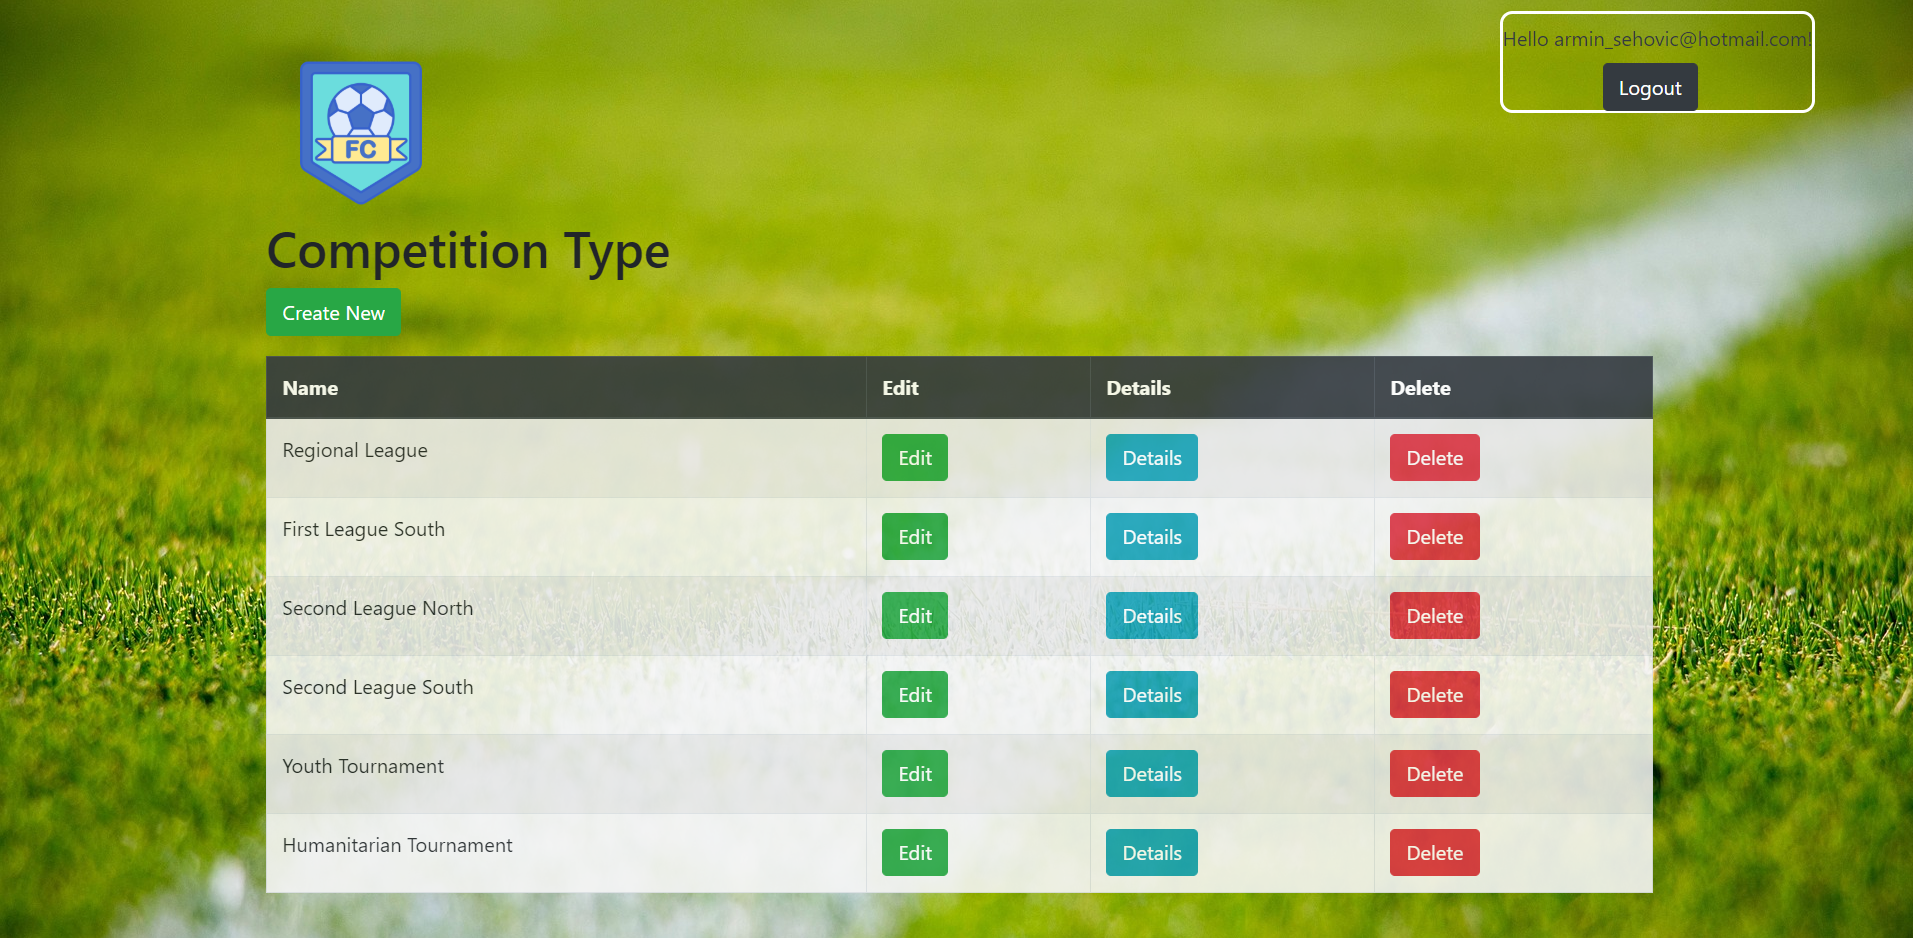 Hello armin_sehovic@hotmail.com!
Logout
FC
Competition Type
Create New
Name Edit Details Delete
Regional League Edit Details Delete
First League South Edit Details Delete
Second League North Edit Details Delete
Second League South Edit Details Delete
Youth Tournament Edit Details Delete
Humanitarian Tournament Edit Details Delete